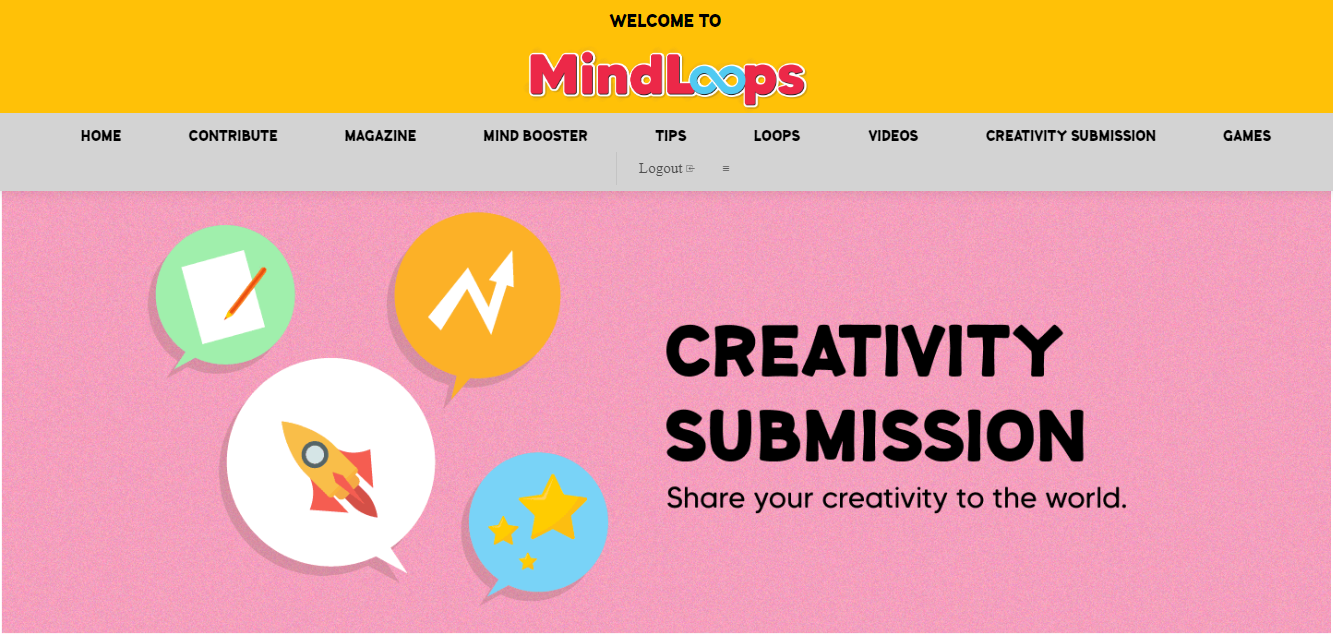 WELCOME TO
MindLoops
HOME CONTRIBUTE MAGAZINE MIND BOOSTER TIPS LOOPS VIDEOS CREATIVITY SUBMISSION GAMES
Logout
CREATIVITY
SUBMISSION
Share your creativity to the world.